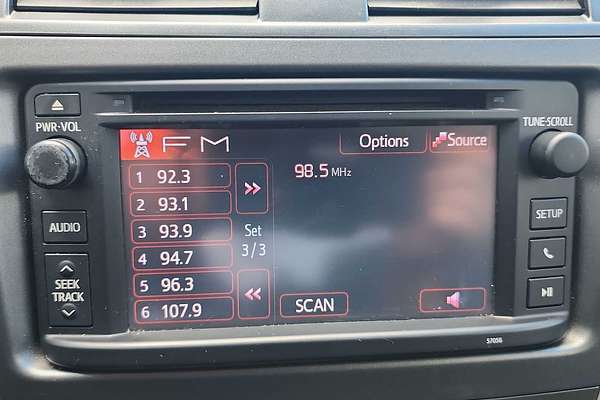 PWR·VOL
AUDIO
SEEK
TRACK
FM
Options
Source
1 92.3
2 93.1
3 93.9
4 94.7
5 96.3
6 107.9
>>
Set
3/3
<<
98.5 MHz
SCAN
TUNE·SCROLL
SETUP
57056